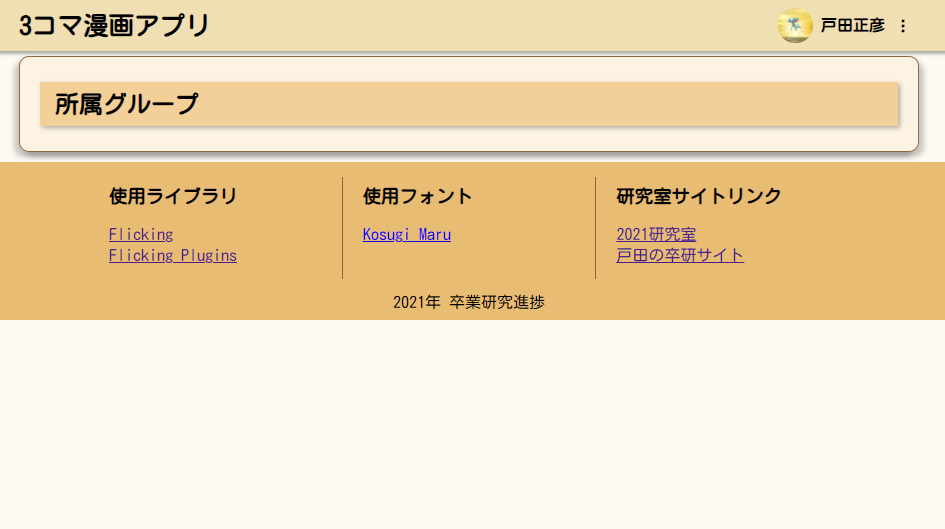 3コマ漫画アプリ
戸田正彦
所属グループ
使用ライブラリ
Flicking
Flicking Plugins
使用フォント
Kosugi Maru
研究室サイトリンク
2021研究室
戸田の卒研サイト
2021年 卒業研究進捗